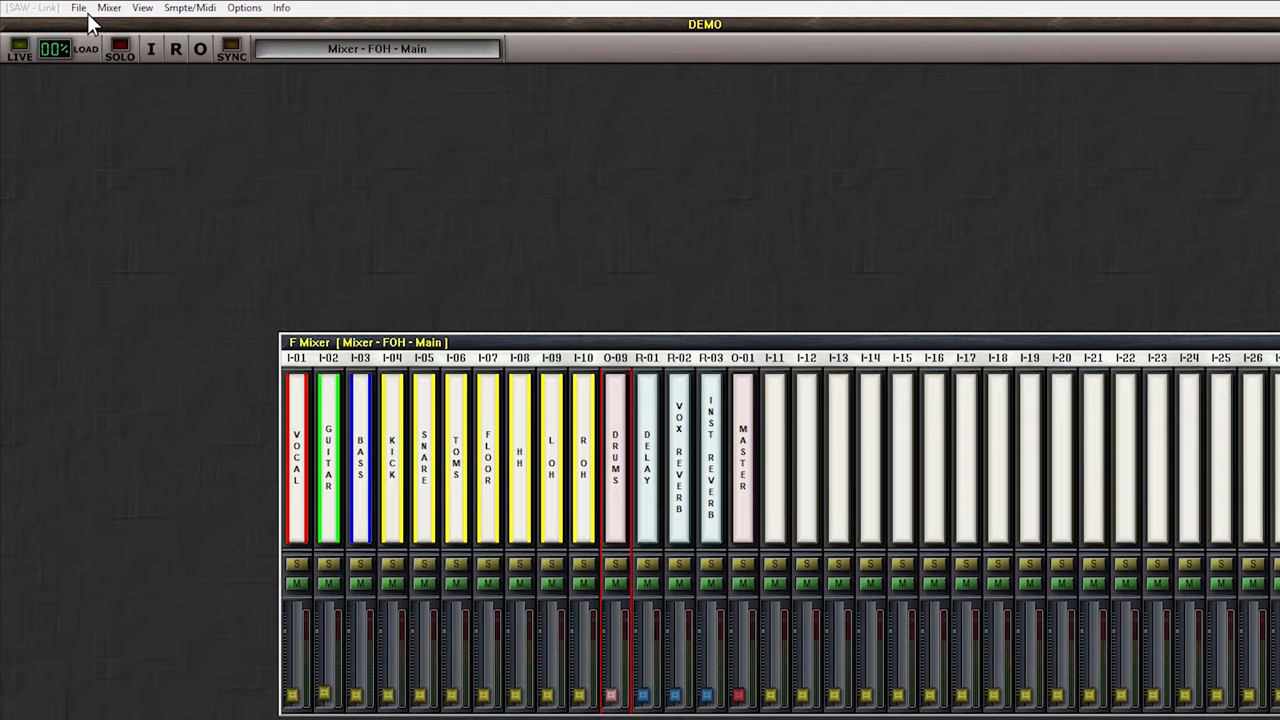 [SAW - Link] File Mixer View Smpte/Midi Options Info
DEMO
LIVE 00% LOAD SOLO I R O SYNC Mixer - FOH - Main
F Mixer [ Mixer - FOH - Main ]
I-01 I-02 I-03 I-04 I-05 I-06 I-07 I-08 I-09 I-10 O-09 R-01 R-02 R-03 O-01 I-11 I-12 I-13 I-14 I-15 I-16 I-17 I-18 I-19 I-20 I-21 I-22 I-23 I-24 I-25 I-26
VOCAL GUITAR BASS KICK SNARE TOMS FLOOR HH L OH R OH DRUMS DELAY VOX REVERB INST REVERB MASTER
S S S S S S S S S S S S S S S S S S S S S S S S S S S S S S S
M M M M M M M M M M M M M M M M M M M M M M M M M M M M M M M